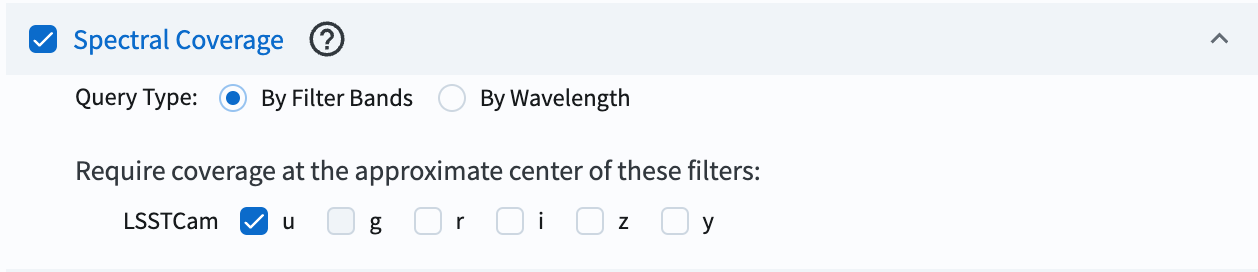 Spectral Coverage ?
Query Type: By Filter Bands By Wavelength
Require coverage at the approximate center of these filters:
LSSTCam u g r i z y